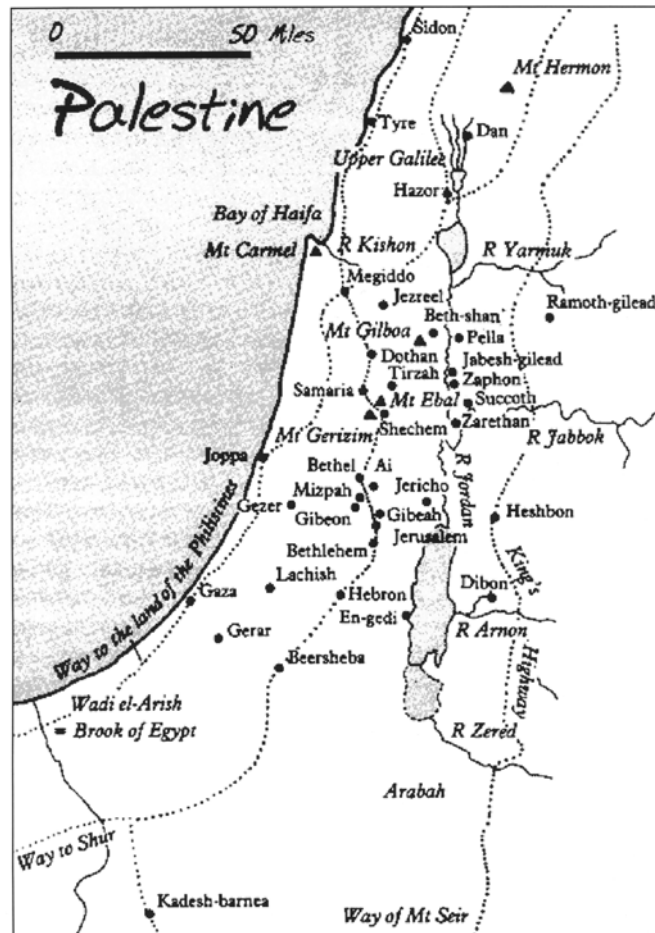 0 50 Miles
Palestine
Sidon
Mt Hermon
Tyre
Dan
Upper Galilee
Hazor
Bay of Haifa
Mt Carmel
R Kishon
R Yarmuk
Megiddo
Jezreel
Ramoth-gilead
Beth-shan
Mt Gilboa
Pella
Dothan
Jabesh-gilead
Tirzah
Zaphon
Samaria
Mt Ebal
Succoth
Mt Gerizim
Shechem
Zarethan
R Jabbok
Joppa
R Jordan
Bethel
Ai
Mizpah
Jericho
Gezer
Gibeon
Gibeah
Heshbon
Jerusalem
Bethlehem
King's
Highway
Way to the land of the Philistines
Lachish
Gaza
Hebron
Dibon
En-gedi
Gerar
R Arnon
Beersheba
Wadi el-Arish
= Brook of Egypt
R Zered
Arabah
Way to Shur
Kadesh-barnea
Way of Mt Seir